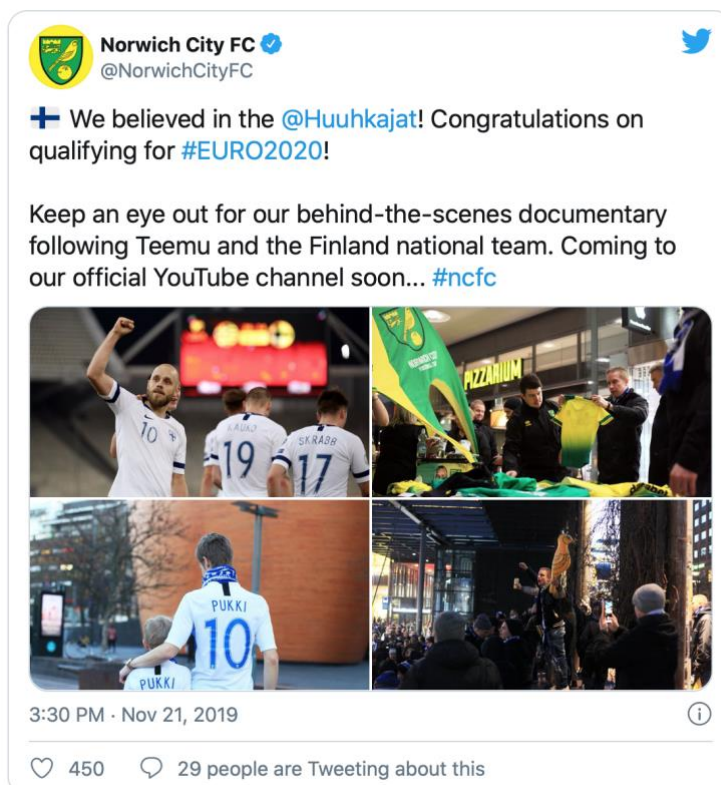 Norwich City FC
@NorwichCityFC
We believed in the @Huuhkajat! Congratulations on
qualifying for #EURO2020!
Keep an eye out for our behind-the-scenes documentary
following Teemu and the Finland national team. Coming to
our official YouTube channel soon... #ncfc
10
KAUKO
19
SKRABB
17
PIZZARIUM
PUKKI
10
PUKKI
3:30 PM · Nov 21, 2019
450
29 people are Tweeting about this